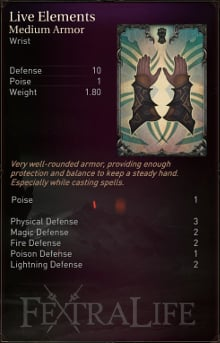 Live Elements
Medium Armor
Wrist
Defense 10
Poise 1
Weight 1.80
Very well-rounded armor, providing enough
protection and balance to keep a steady hand.
Especially while casting spells.
Poise 1
Physical Defense 3
Magic Defense 2
Fire Defense 2
Poison Defense 1
Lightning Defense 2
FEXTRALIFE